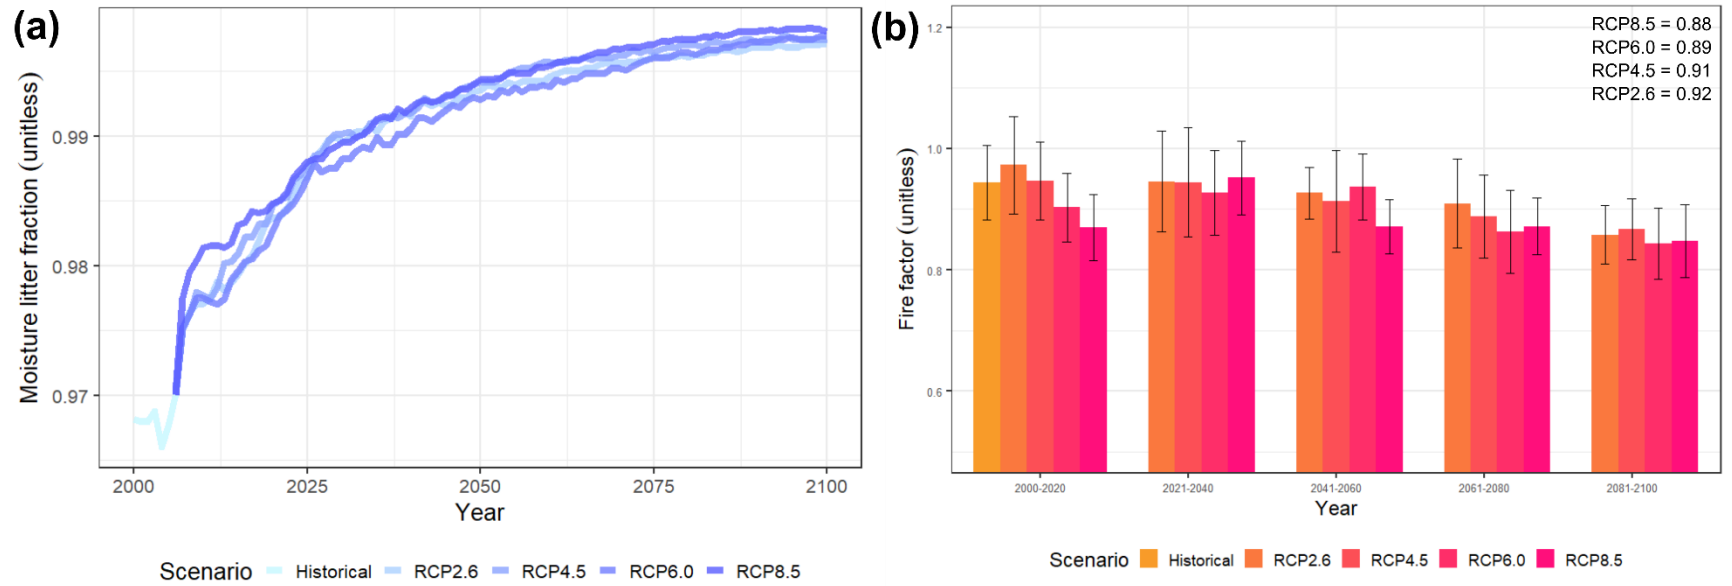 (a)
Moisture litter fraction (unitless)
0.99
0.98
0.97
2000 2025 2050 2075 2100
Year
Scenario Historical RCP2.6 RCP4.5 RCP6.0 RCP8.5
(b)
RCP8.5 = 0.88
RCP6.0 = 0.89
RCP4.5 = 0.91
RCP2.6 = 0.92
Fire factor (unitless)
1.2
1.0
0.8
0.6
2000-2020 2021-2040 2041-2060 2061-2080 2081-2100
Year
Scenario Historical RCP2.6 RCP4.5 RCP6.0 RCP8.5